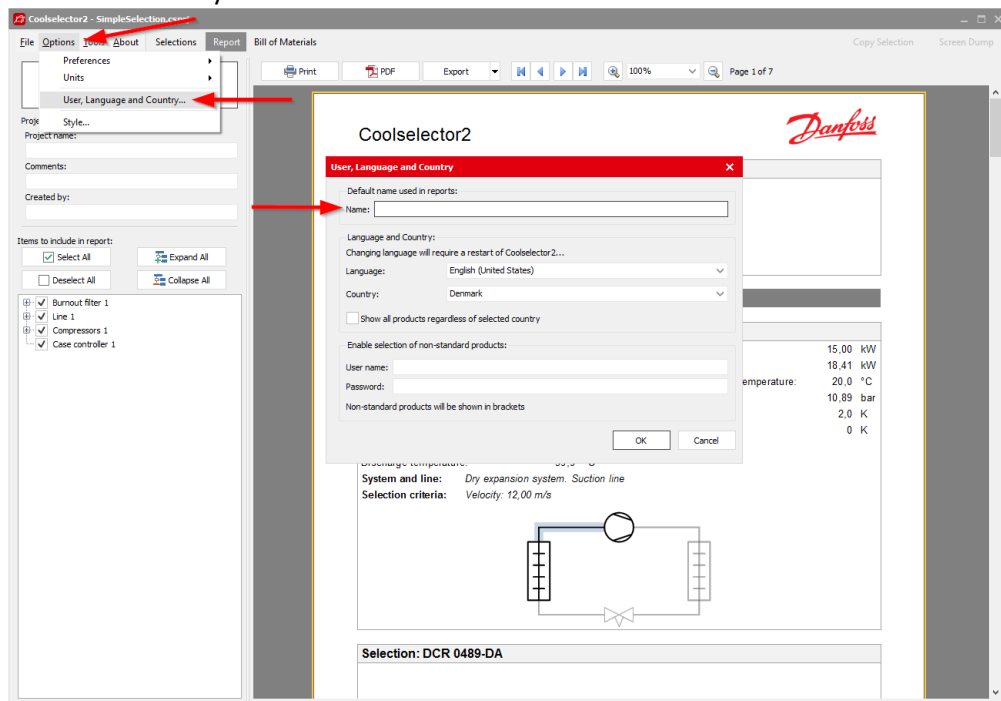 Coolselector2 - SimpleSelection.csproj
File Options Tools About Selections Report Bill of Materials Copy Selection Screen Dump
Preferences
Units
User, Language and Country...
Style...
Print PDF Export 100% Page 1 of 7
Project name:
Comments:
Created by:
Items to include in report:
Select All Expand All
Deselect All Collapse All
Burnout filter 1
Line 1
Compressors 1
Case controller 1
Coolselector2 Danfoss
User, Language and Country
Default name used in reports:
Name:
Language and Country:
Changing language will require a restart of Coolselector2...
Language: English (United States)
Country: Denmark
Show all products regardless of selected country
Enable selection of non-standard products:
User name:
Password:
Non-standard products will be shown in brackets
OK Cancel
15,00 kW
18,41 kW
emperature: 20,0 °C
10,89 bar
2,0 K
0 K
Discharge temperature:
System and line: Dry expansion system. Suction line
Selection criteria: Velocity: 12,00 m/s
Selection: DCR 0489-DA